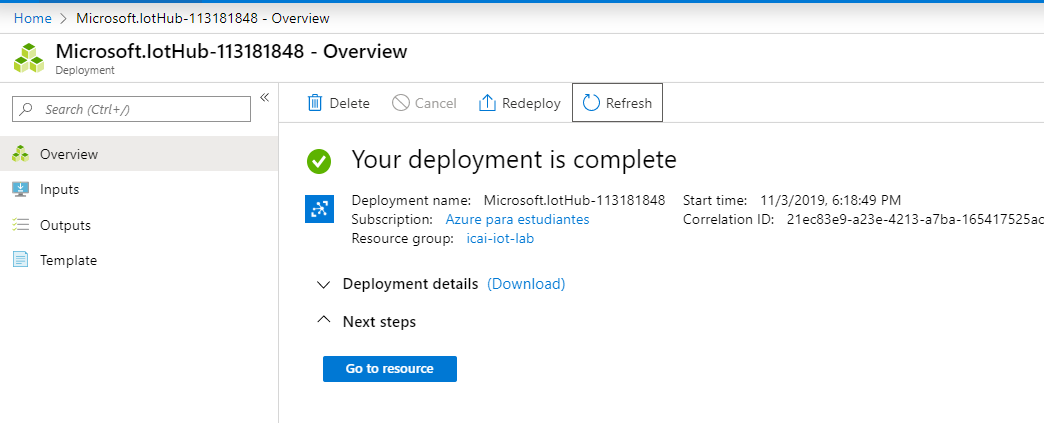 Home > Microsoft.IotHub-113181848 - Overview
Microsoft.IotHub-113181848 - Overview
Deployment
Search (Ctrl+/)
«
Overview
Inputs
Outputs
Template
Delete Cancel Redeploy Refresh
Your deployment is complete
Deployment name: Microsoft.IotHub-113181848 Start time: 11/3/2019, 6:18:49 PM
Subscription: Azure para estudiantes Correlation ID: 21ec83e9-a23e-4213-a7ba-165417525ac
Resource group: icai-iot-lab
Deployment details (Download)
Next steps
Go to resource